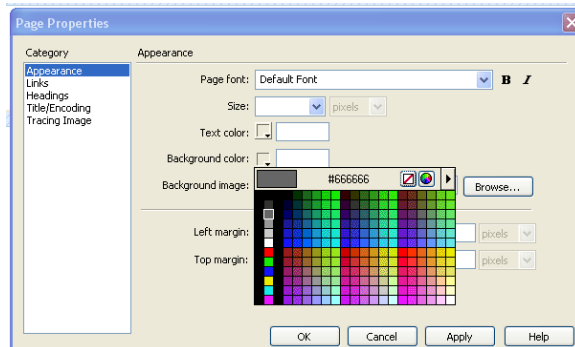 Page Properties
Category
Appearance
Appearance
Links
Headings
Title/Encoding
Tracing Image
Page font: Default Font B I
Size: pixels
Text color:
Background color:
#666666
Background image: Browse...
Left margin: pixels
Top margin: pixels
OK Cancel Apply Help